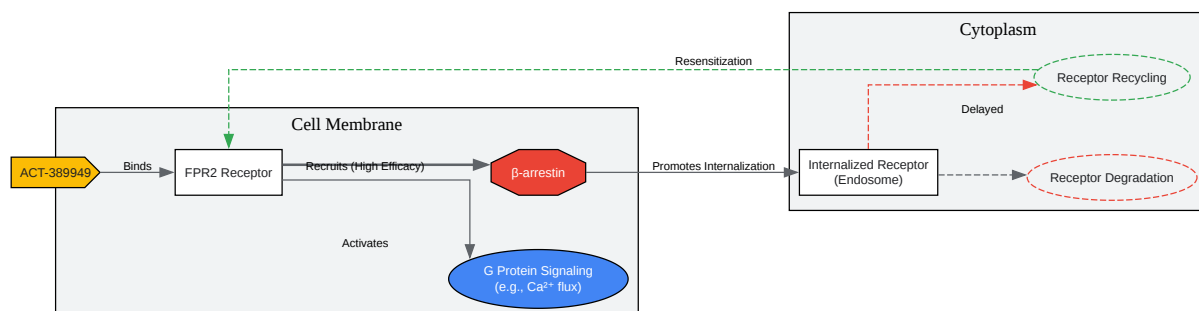 Cytoplasm
Resensitization
Receptor Recycling
Delayed
Cell Membrane
ACT-389949
Binds
FPR2 Receptor
Recruits (High Efficacy)
β-arrestin
Promotes Internalization
Internalized Receptor
(Endosome)
Receptor Degradation
Activates
G Protein Signaling
(e.g., Ca²⁺ flux)